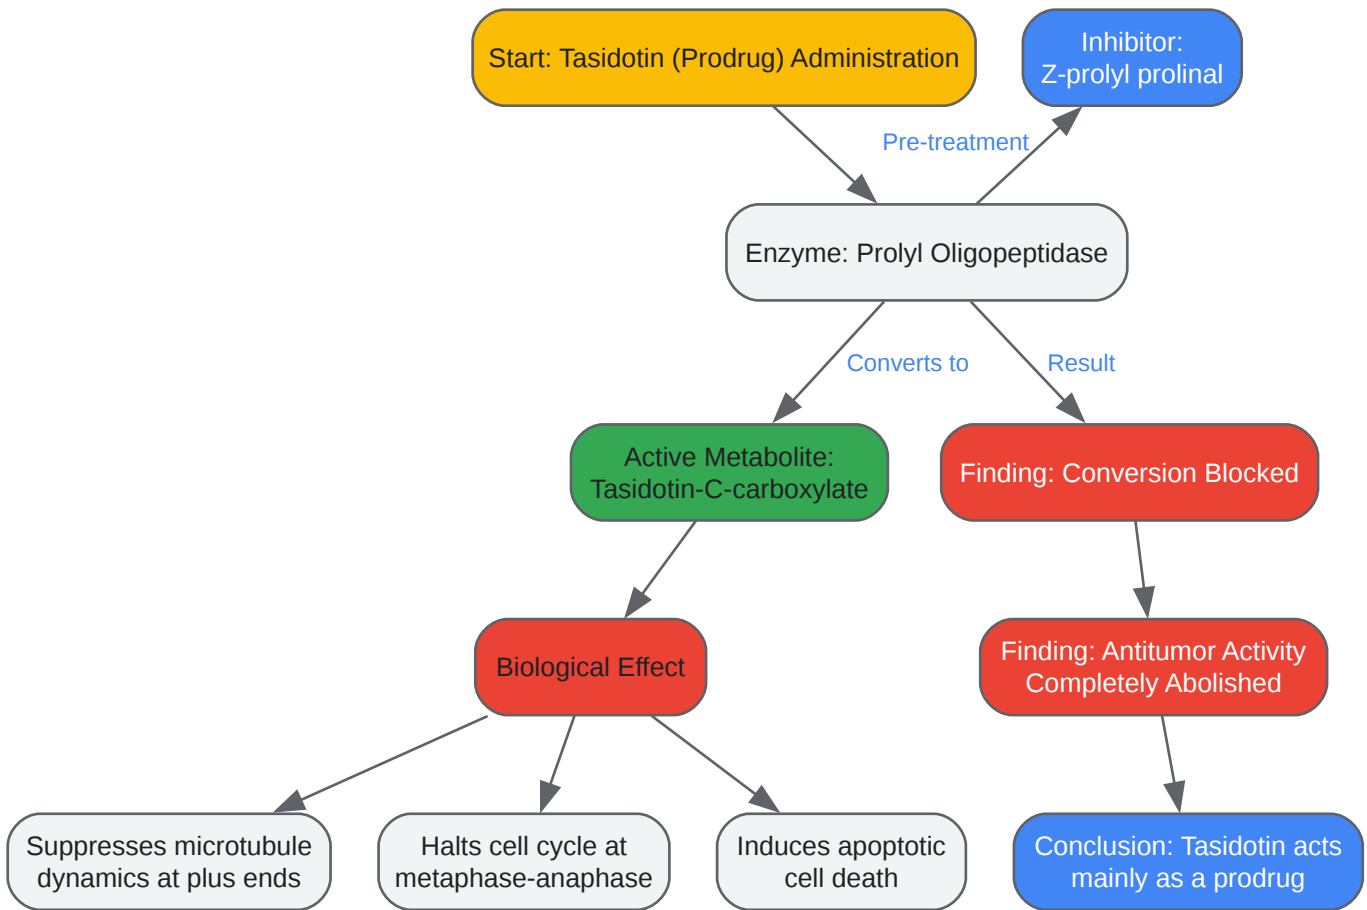 Start: Tasidotin (Prodrug) Administration
Inhibitor:
Z-prolyl prolinal
Pre-treatment
Enzyme: Prolyl Oligopeptidase
Converts to
Result
Active Metabolite:
Tasidotin-C-carboxylate
Finding: Conversion Blocked
Biological Effect
Finding: Antitumor Activity
Completely Abolished
Suppresses microtubule
dynamics at plus ends
Halts cell cycle at
metaphase-anaphase
Induces apoptotic
cell death
Conclusion: Tasidotin acts
mainly as a prodrug